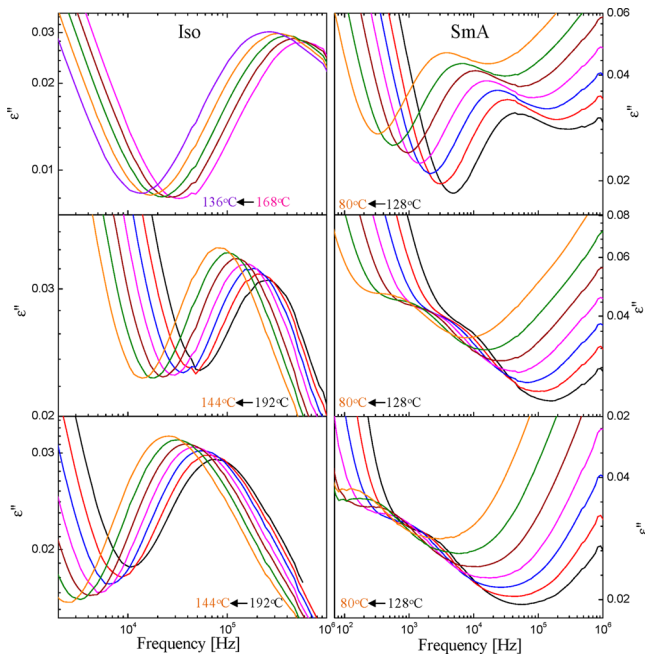 Iso
SmA
ε"
0.03
0.02
0.01
136°C←168°C
0.06
0.04
0.02
ε"
80°C←128°C
ε"
0.03
0.02
144°C←192°C
0.08
0.06
0.04
ε"
80°C←128°C
ε"
0.03
0.02
144°C←192°C
0.02
0.04
0.02
ε"
80°C←128°C
10⁴ 10⁵ 10⁶
10² 10³ 10⁴ 10⁵ 10⁶
Frequency [Hz]
Frequency [Hz]